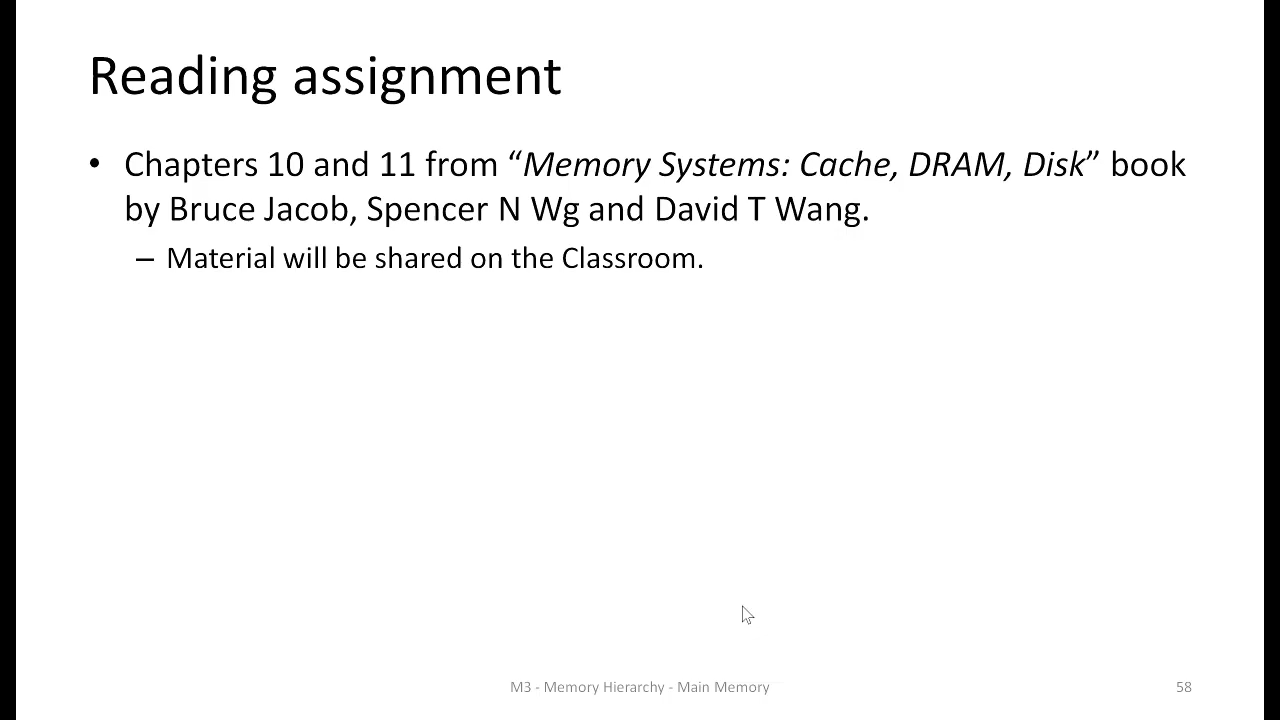 Reading assignment
• Chapters 10 and 11 from “Memory Systems: Cache, DRAM, Disk” book
by Bruce Jacob, Spencer N Wg and David T Wang.
– Material will be shared on the Classroom.
M3 - Memory Hierarchy - Main Memory
58